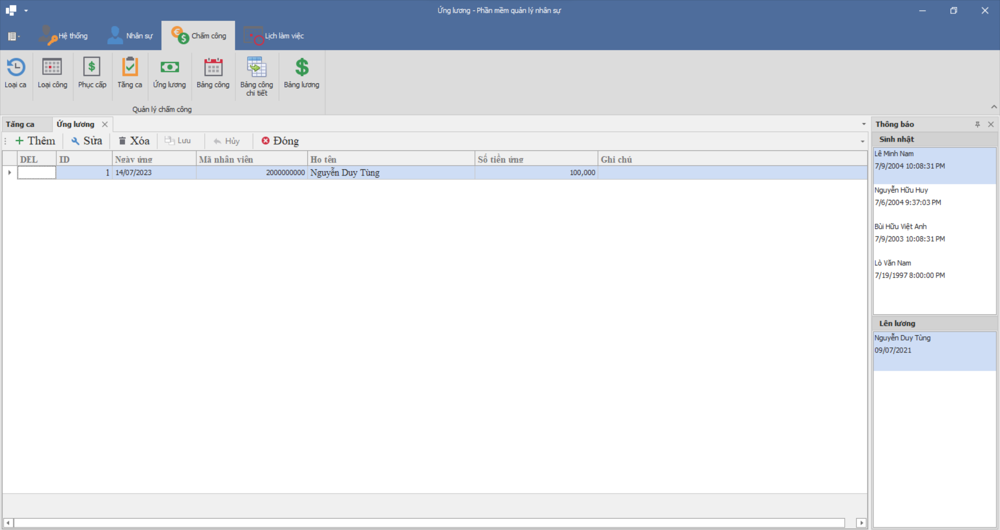 Ứng lương - Phần mềm quản lý nhân sự
Hệ thống
Nhân sự
Chấm công
Lịch làm việc
Loại ca
Loại công
Phục cấp
Tăng ca
Ứng lương
Bảng công
Bảng công
chi tiết
Bảng lương
Quản lý chấm công
Tăng ca
Ứng lương
Thêm
Sửa
Xóa
Lưu
Hủy
Đóng
DEL ID Ngày ứng Mã nhân viên Họ tên Số tiền ứng Ghi chú
1 14/07/2023 2000000000 Nguyễn Duy Tùng 100,000
Thông báo
Sinh nhật
Lê Minh Nam
7/9/2004 10:08:31 PM
Nguyễn Hữu Huy
7/6/2004 9:37:03 PM
Bùi Hữu Việt Anh
7/9/2003 10:08:31 PM
Lò Văn Nam
7/19/1997 8:00:00 PM
Lên lương
Nguyễn Duy Tùng
09/07/2021